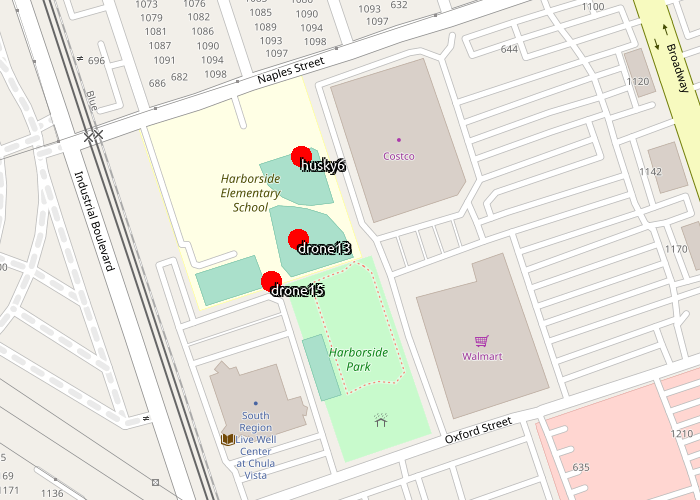 1073
1081
1087
1091
1079
1082
1086
1094
1076
1090
1094
1098
1085
1089
1093
1097
1090
1094
1098
1093
1097
632
1100
644
Broadway
1120
1142
1170
696
686
682
Blue
Naples Street
Costco
husky6
Harborside
Elementary
School
drone13
drone15
Industrial Boulevard
Walmart
Harborside
Park
South
Region
Live Well
Center
at Chula
Vista
Oxford Street
635
1210
169
1171
1136